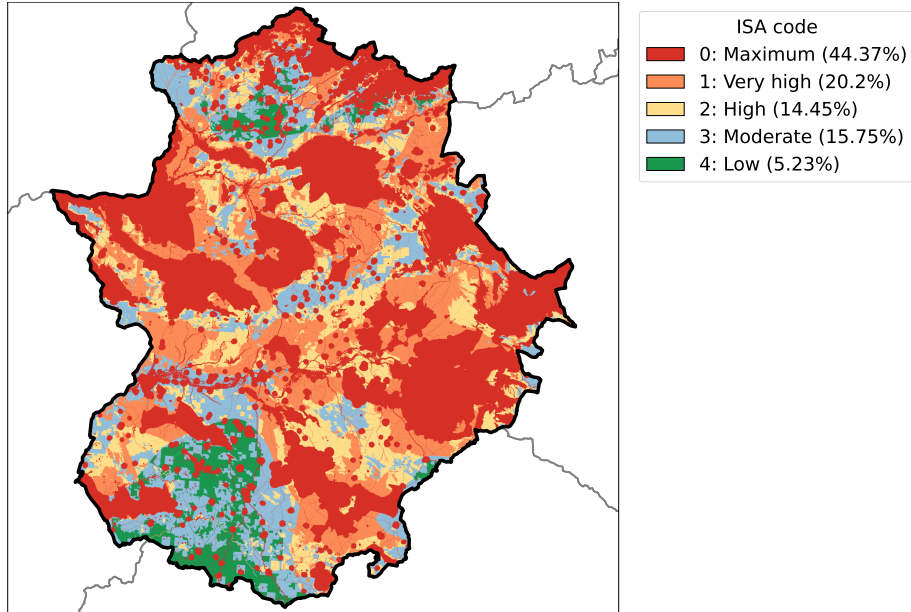 ISA code
0: Maximum (44.37%)
1: Very high (20.2%)
2: High (14.45%)
3: Moderate (15.75%)
4: Low (5.23%)